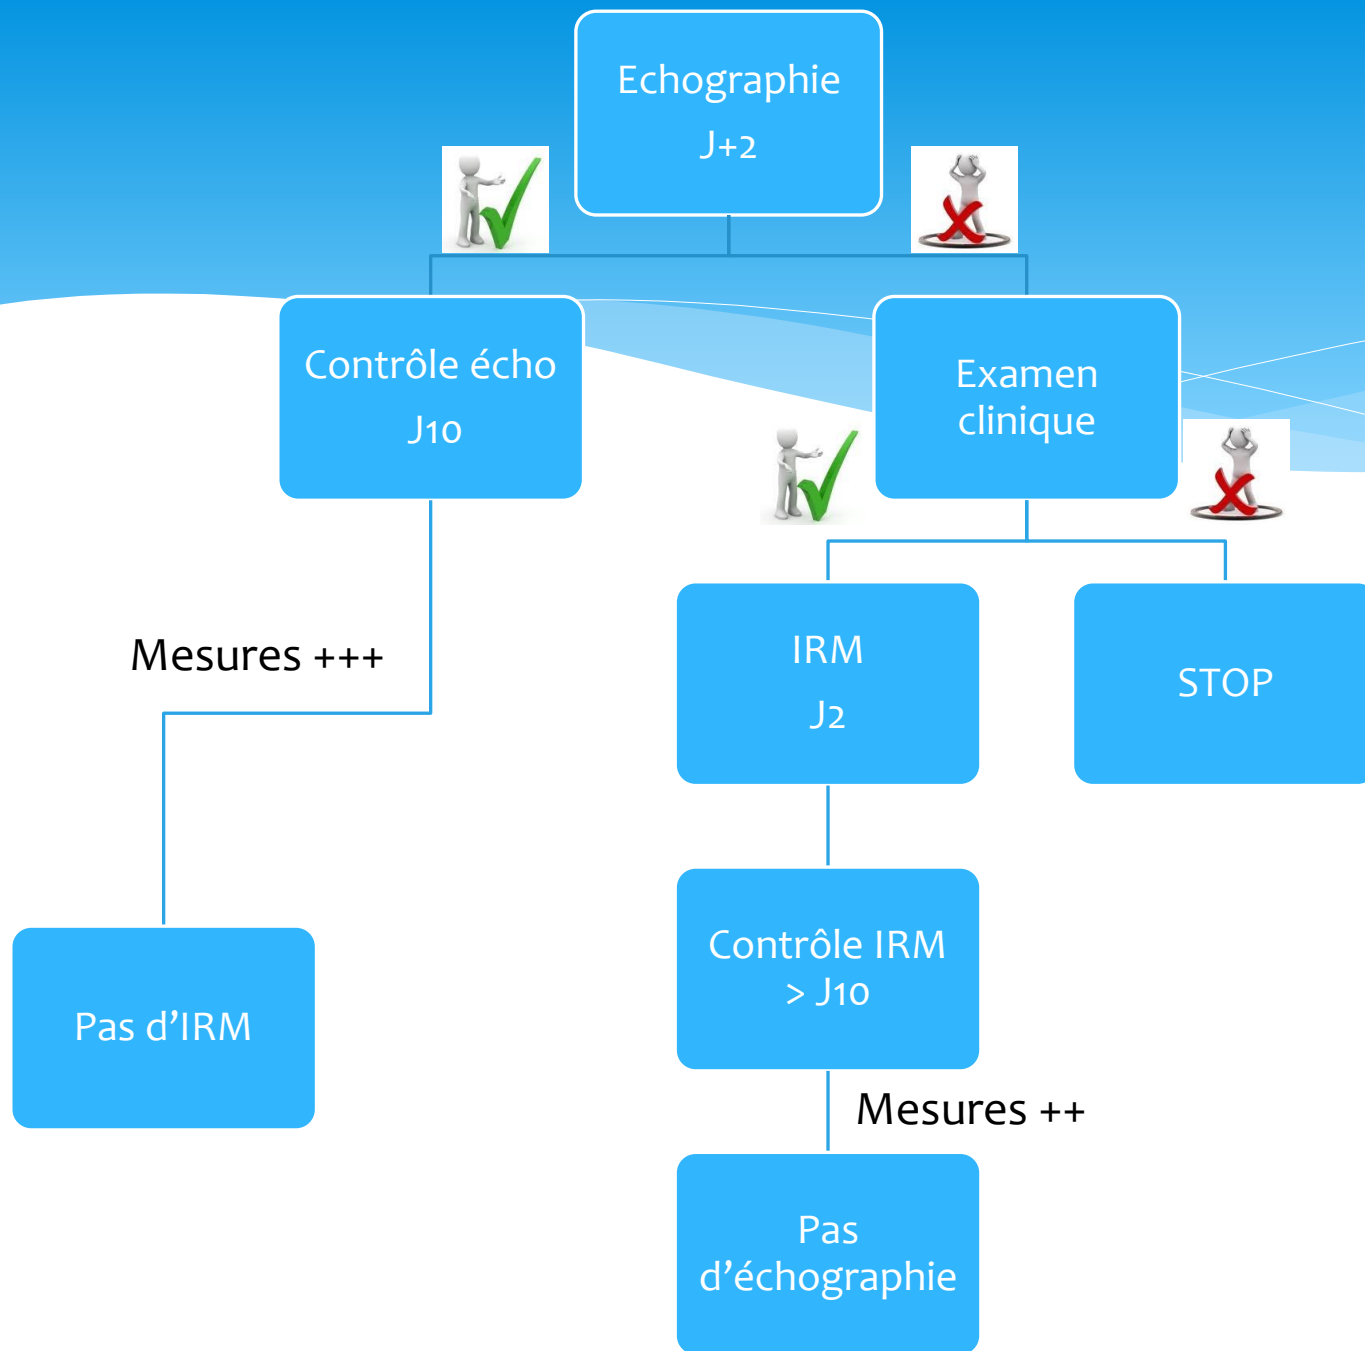 Echographie
J+2
Contrôle écho
J10
Examen
clinique
Mesures +++
IRM
J2
STOP
Contrôle IRM
> J10
Pas d’IRM
Mesures ++
Pas
d’échographie